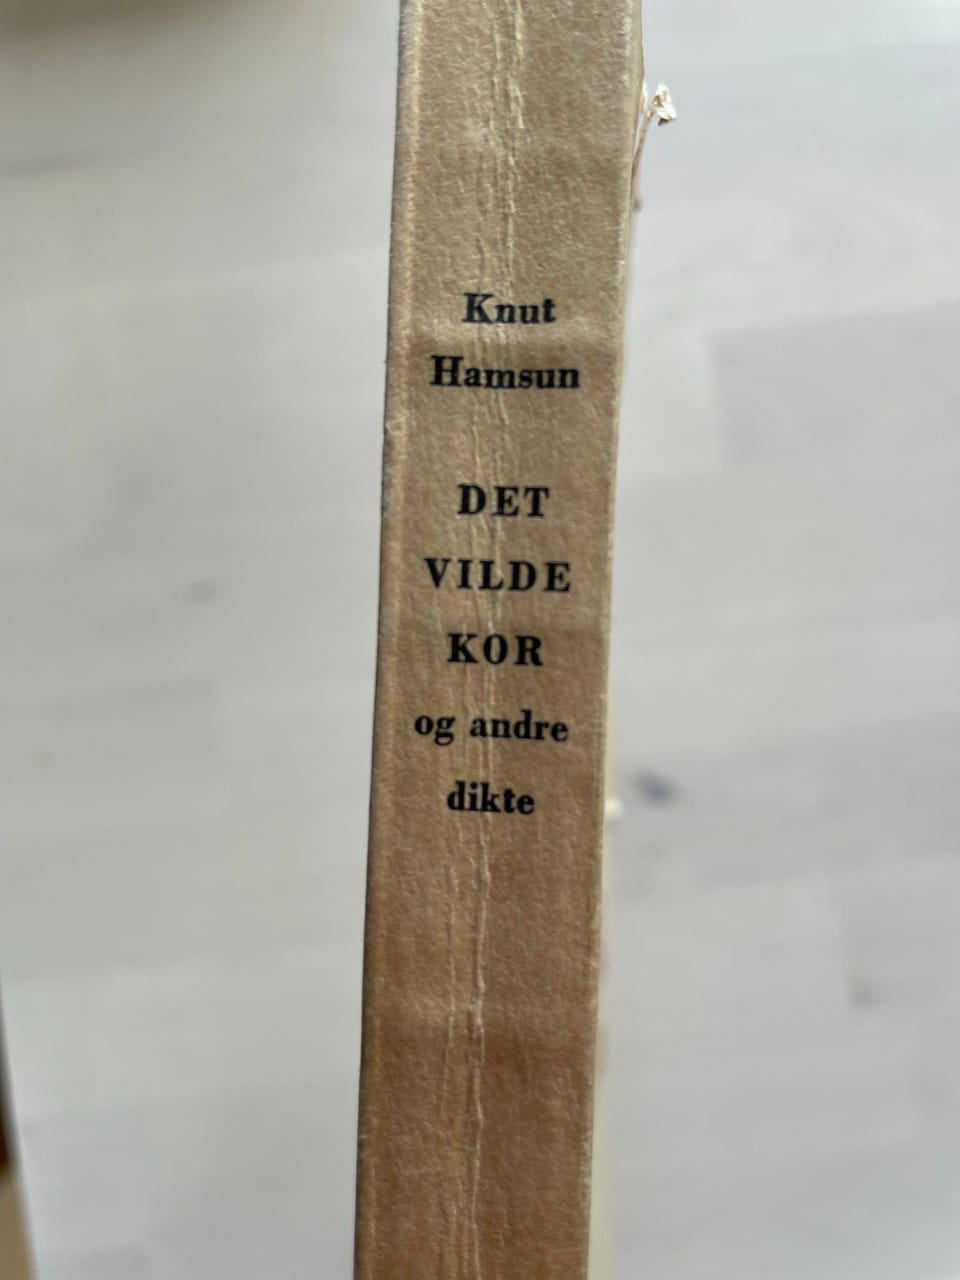 Knut
Hamsun
DET
VILDE
KOR
og andre
dikte